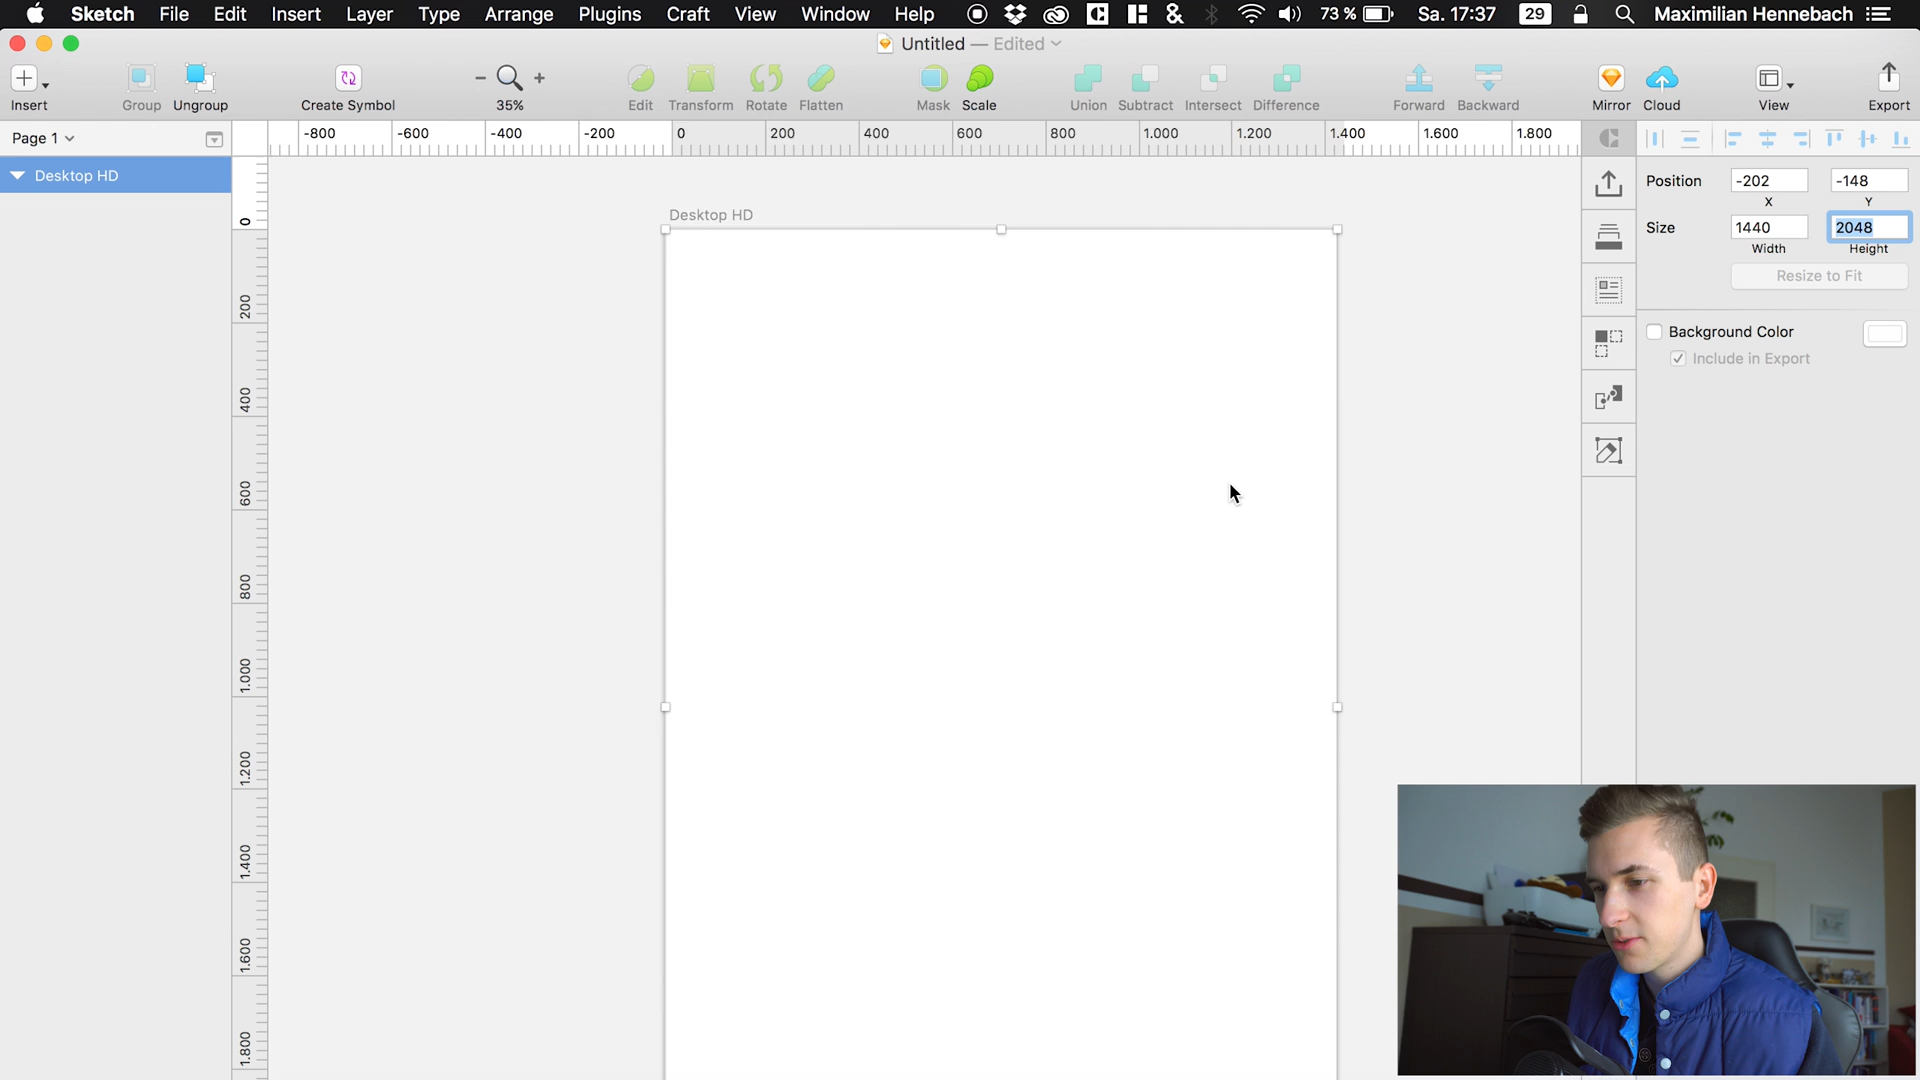 Sketch File Edit Insert Layer Type Arrange Plugins Craft View Window Help 73 % Sa. 17:37 29 Maximilian Hennebach
Untitled — Edited
Insert Group Ungroup Create Symbol 35% Edit Transform Rotate Flatten Mask Scale Union Subtract Intersect Difference Forward Backward Mirror Cloud View Export
Page 1
-800 -600 -400 -200 0 200 400 600 800 1.000 1.200 1.400 1.600 1.800
Desktop HD
Position -202 -148
X Y
Size 1440 2048
Width Height
Resize to Fit
Background Color
Include in Export
Desktop HD
0
200
400
600
800
1.000
1.200
1.400
1.600
1.800